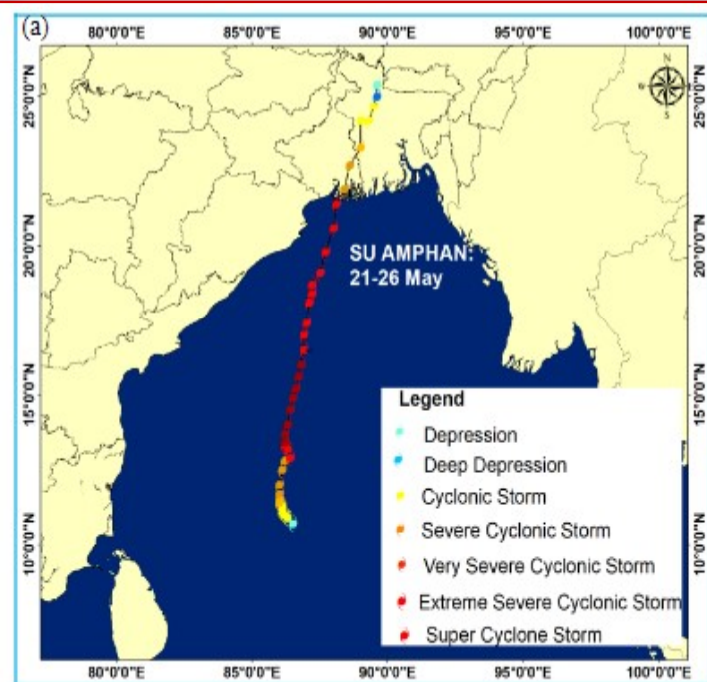 (a)
80°0'0"E 85°0'0"E 90°0'0"E 95°0'0"E 100°0'0"E
25°0'0"N 25°0'0"N
N
W E
S
20°0'0"N 20°0'0"N
SU AMPHAN:
21-26 May
15°0'0"N 15°0'0"N
Legend
Depression
Deep Depression
Cyclonic Storm
Severe Cyclonic Storm
10°0'0"N 10°0'0"N
Very Severe Cyclonic Storm
Extreme Severe Cyclonic Storm
Super Cyclone Storm
80°0'0"E 85°0'0"E 90°0'0"E 95°0'0"E 100°0'0"E